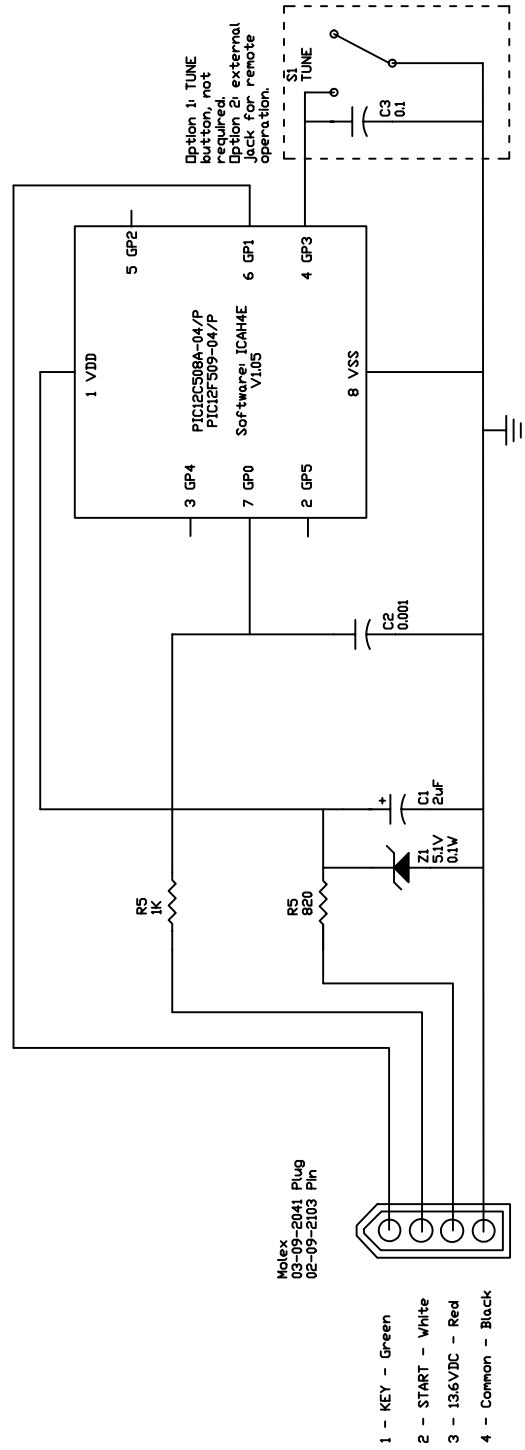 Molex
03-09-2041 Plug
02-09-2103 Pin
1 - KEY - Green
2 - START - White
3 - 13.6VDC - Red
4 - Common - Black
R5
1K
R5
820
Z1
5.1V
0.1W
+
C1
2uF
C2
0.001
1 VDD
3 GP4
7 GP0
2 GP5
PIC12C508A-04/P
PIC12F509-04/P
Software: ICAH4E
V1.05
5 GP2
6 GP1
4 GP3
8 VSS
Option 1: TUNE
button, not
required.
Option 2: external
jack for remote
operation.
S1
TUNE
C3
0.1